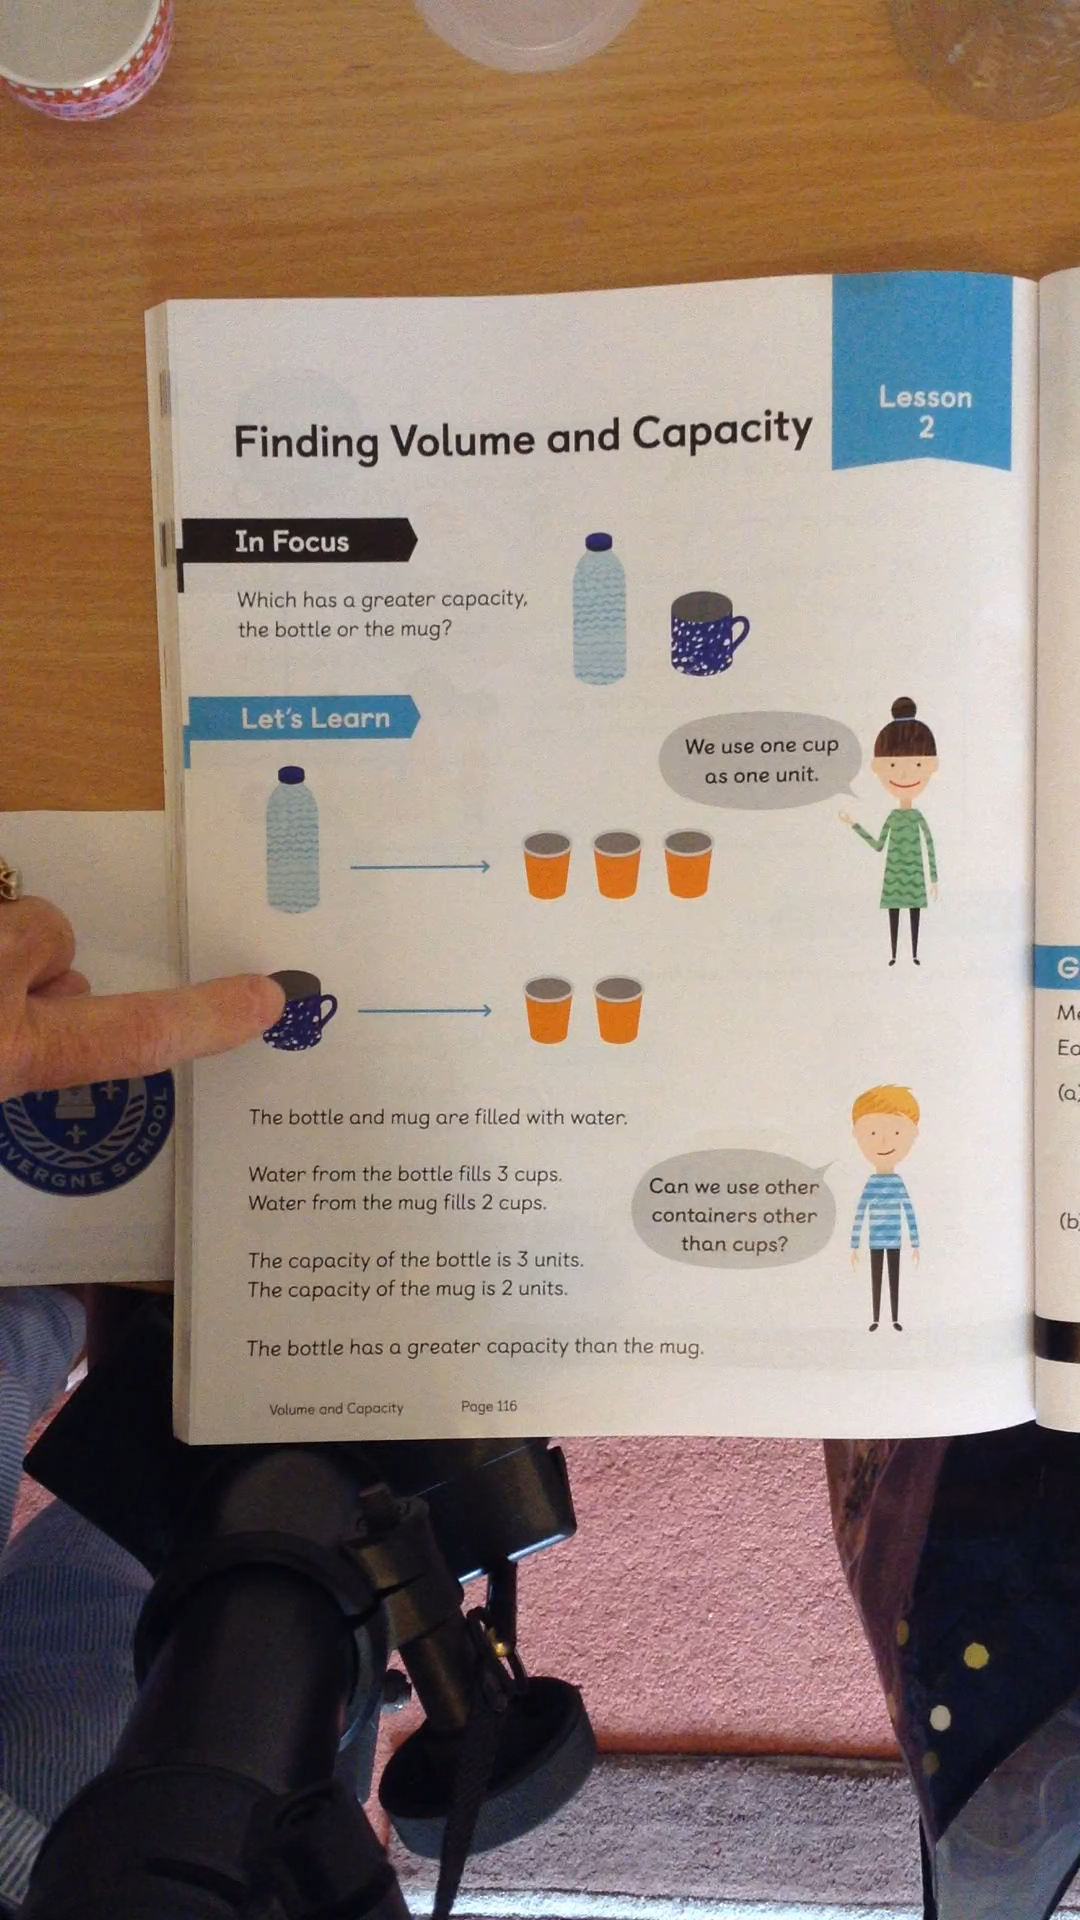 Lesson
2
Finding Volume and Capacity
In Focus
Which has a greater capacity,
the bottle or the mug?
Let's Learn
We use one cup
as one unit.
The bottle and mug are filled with water.
Water from the bottle fills 3 cups.
Water from the mug fills 2 cups.
Can we use other
containers other
than cups?
The capacity of the bottle is 3 units.
The capacity of the mug is 2 units.
The bottle has a greater capacity than the mug.
Volume and Capacity
Page 116
VERGNE SCHOOL
(a)
(b)